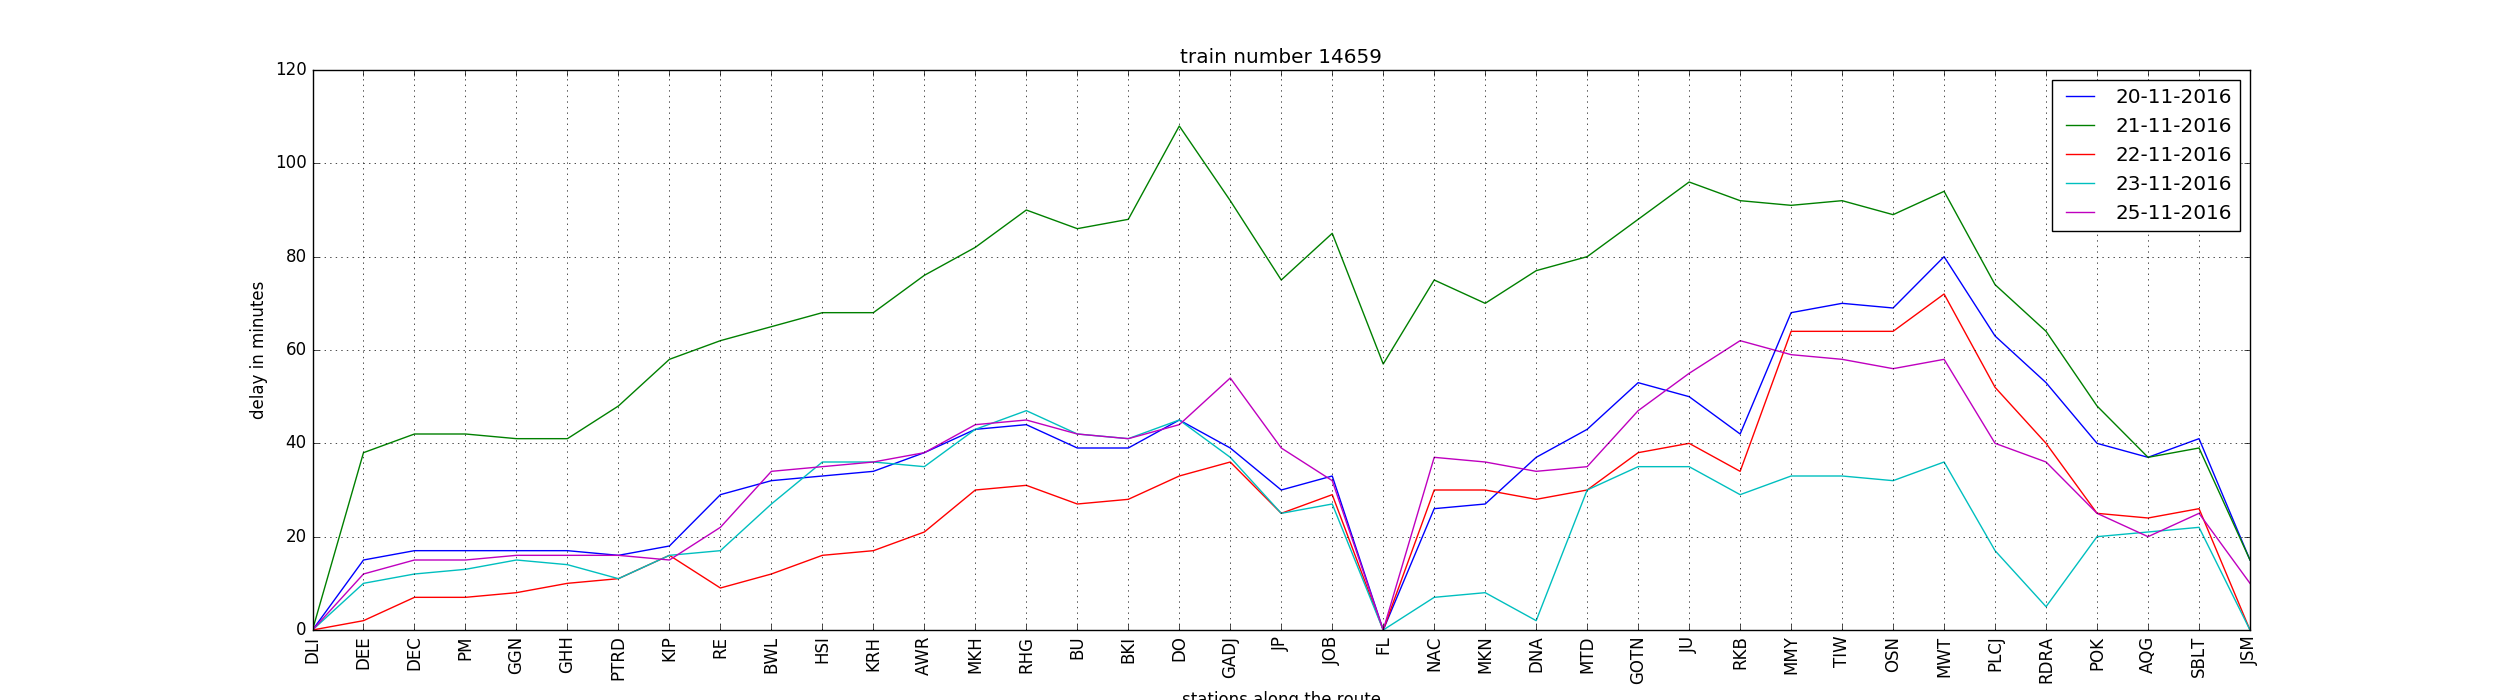 train number 14659
120
100
80
60
40
20
0
delay in minutes
20-11-2016
21-11-2016
22-11-2016
23-11-2016
25-11-2016
DLI
DEE
DEC
PM
GGN
GHH
PTRD
KIP
RE
BWL
HSI
KRH
AWR
MKH
RHG
BU
BKI
DO
GADJ
JP
JOB
FL
NAC
MKN
DNA
MTD
GOTN
JU
RKB
MMY
TIW
OSN
MWT
PLCJ
RDRA
POK
AQG
SBLT
JSM
stations along the route